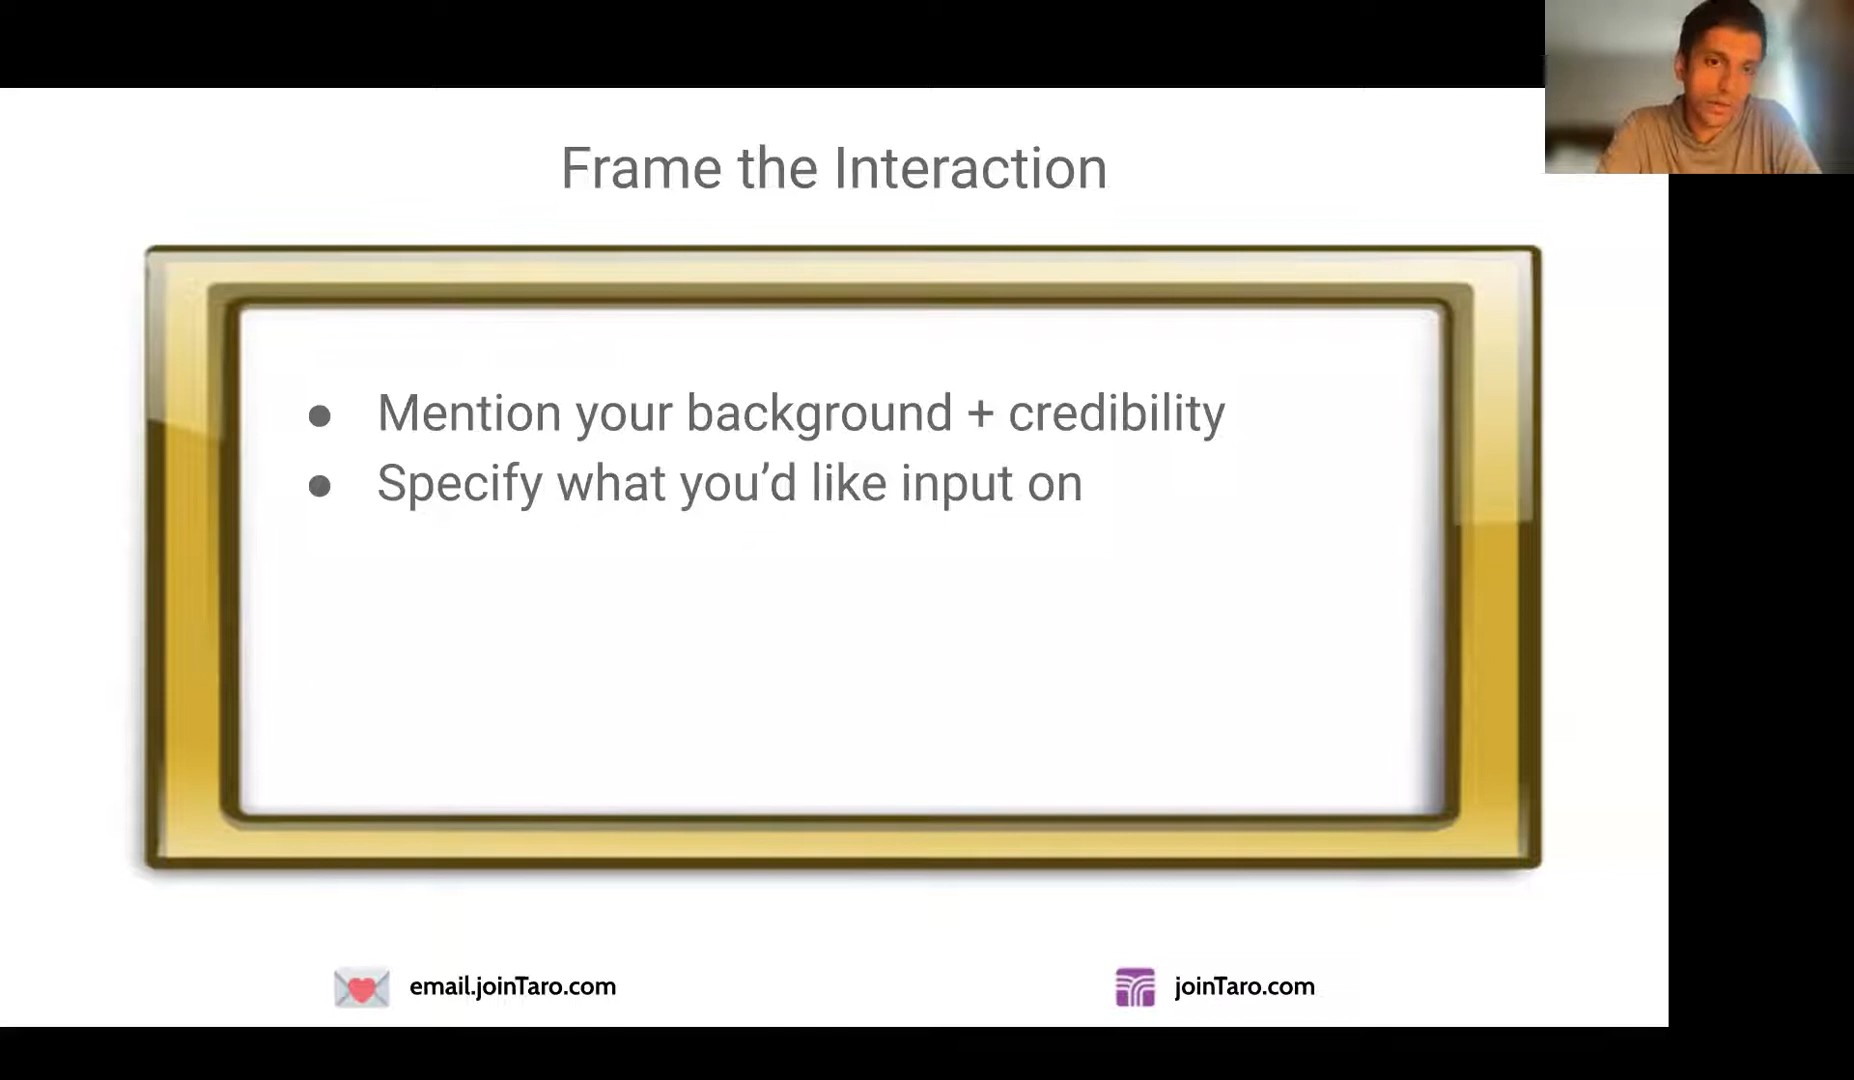 Frame the Interaction
● Mention your background + credibility
● Specify what you’d like input on
email.joinTaro.com
joinTaro.com